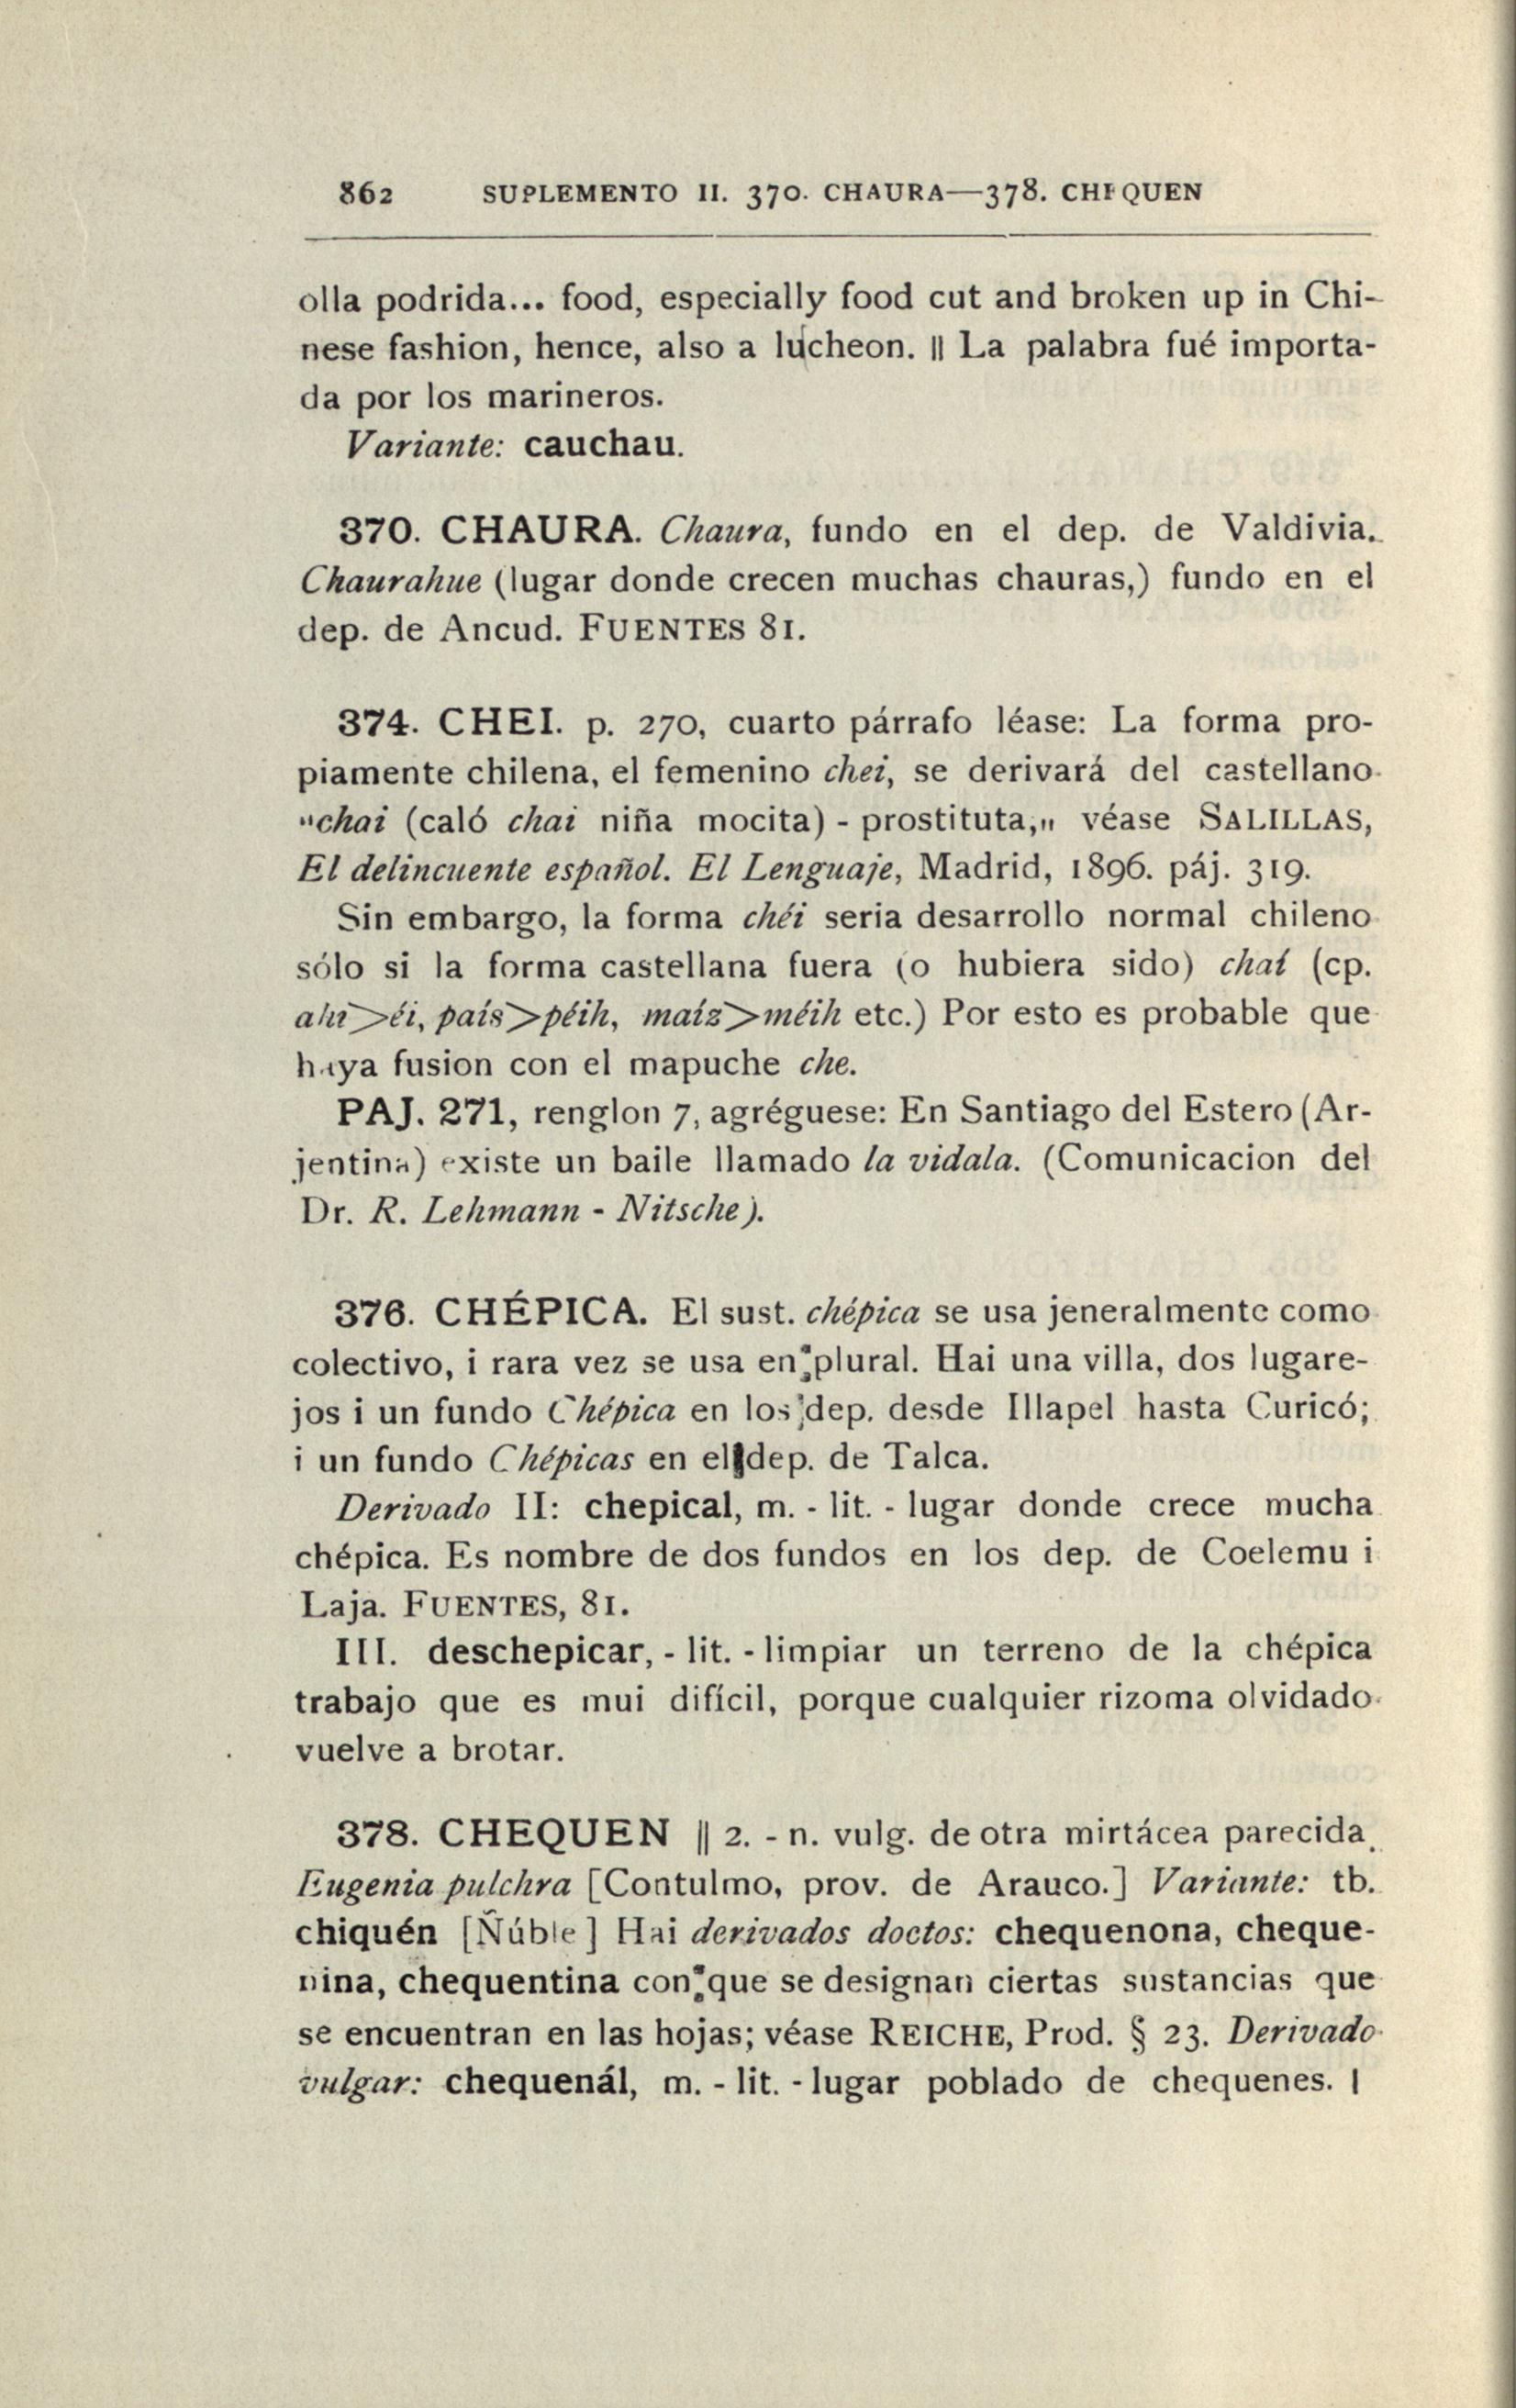 862 SUPLEMENTO II. 370. CHAURA—378. CHEQUEN
olla podrida... food, especially food cut and broken up in Chi-
nese fashion, hence, also a lucheon. || La palabra fué importa-
da por los marineros.
Variante: cauchau.
370. CHAURA. Chaura, fundo en el dep. de Valdivia.
Chaurahue (lugar donde crecen muchas chauras,) fundo en el
dep. de Ancud. FUENTES 81.
374. CHEI. p. 270, cuarto párrafo léase: La forma pro-
piamente chilena, el femenino chei, se derivará del castellano
"chai (caló chai niña mocita) - prostituta," véase SALILLAS,
El delincuente español. El Lenguaje, Madrid, 1896. páj. 319.
Sin embargo, la forma chéi seria desarrollo normal chileno
sólo si la forma castellana fuera (o hubiera sido) chaí (cp.
ahí>éi, país>péih, maíz>méih etc.) Por esto es probable que
haya fusion con el mapuche che.
PAJ. 271, renglon 7, agréguese: En Santiago del Estero (Ar-
jentina) existe un baile llamado la vidala. (Comunicacion del
Dr. R. Lehmann - Nitsche).
376. CHÉPICA. El sust. chépica se usa jeneralmente como
colectivo, i rara vez se usa en plural. Hai una villa, dos lugare-
jos i un fundo Chépica en los dep. desde Illapel hasta Curicó;
i un fundo Chépicas en el dep. de Talca.
Derivado II: chepical, m. - lit. - lugar donde crece mucha
chépica. Es nombre de dos fundos en los dep. de Coelemu i
Laja. FUENTES, 81.
III. deschepicar, - lit. - limpiar un terreno de la chépica
trabajo que es mui difícil, porque cualquier rizoma olvidado
vuelve a brotar.
378. CHEQUEN || 2. - n. vulg. de otra mirtácea parecida.
Eugenia pulchra [Contulmo, prov. de Arauco.] Variante: tb.
chiquén [Ñúble] Hai derivados doctos: chequenona, cheque-
nina, chequentina con que se designan ciertas sustancias que
se encuentran en las hojas; véase REICHE, Prod. § 23. Derivado
vulgar: chequenál, m. - lit. - lugar poblado de chequenes. |